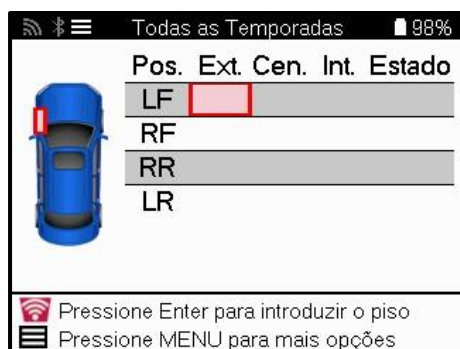 Todas as Temporadas 98%
Pos. Ext. Cen. Int. Estado
LF
RF
RR
LR
Pressione Enter para introduzir o piso
Pressione MENU para mais opções